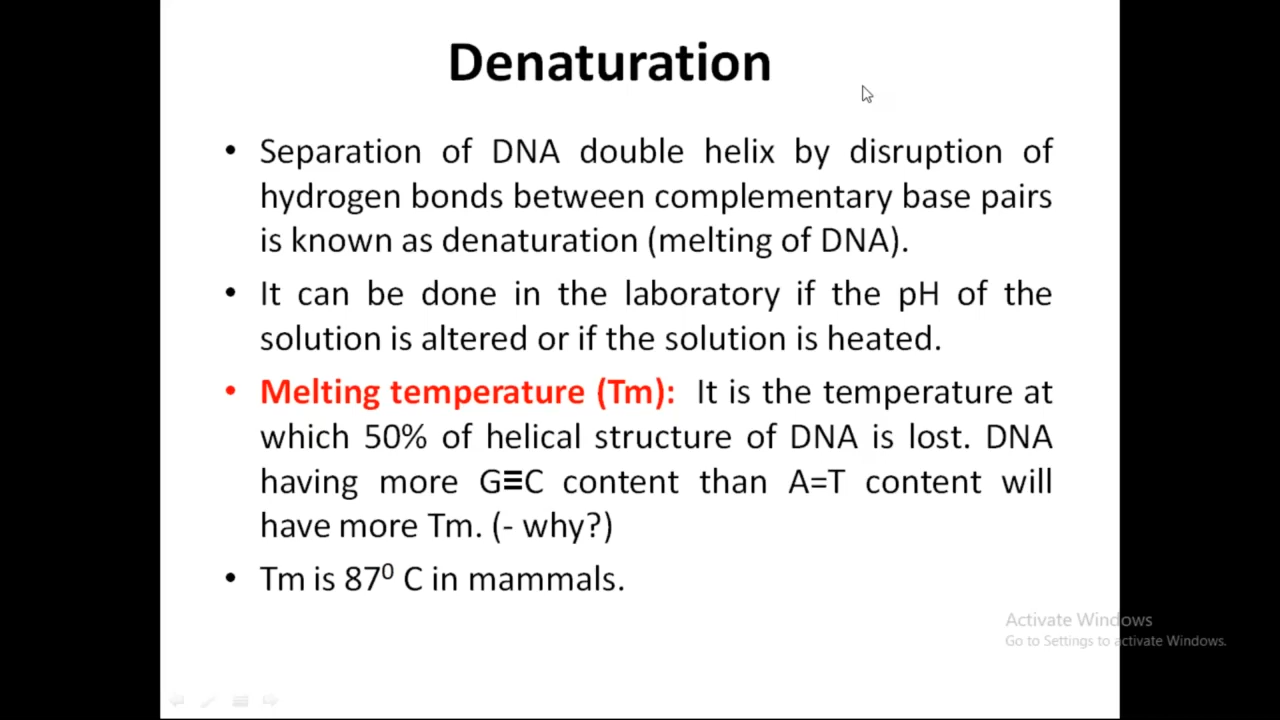 Denaturation
• Separation of DNA double helix by disruption of
hydrogen bonds between complementary base pairs
is known as denaturation (melting of DNA).
• It can be done in the laboratory if the pH of the
solution is altered or if the solution is heated.
• Melting temperature (Tm): It is the temperature at
which 50% of helical structure of DNA is lost. DNA
having more G≡C content than A=T content will
have more Tm. (- why?)
• Tm is 87⁰ C in mammals.
Activate Windows
Go to Settings to activate Windows.